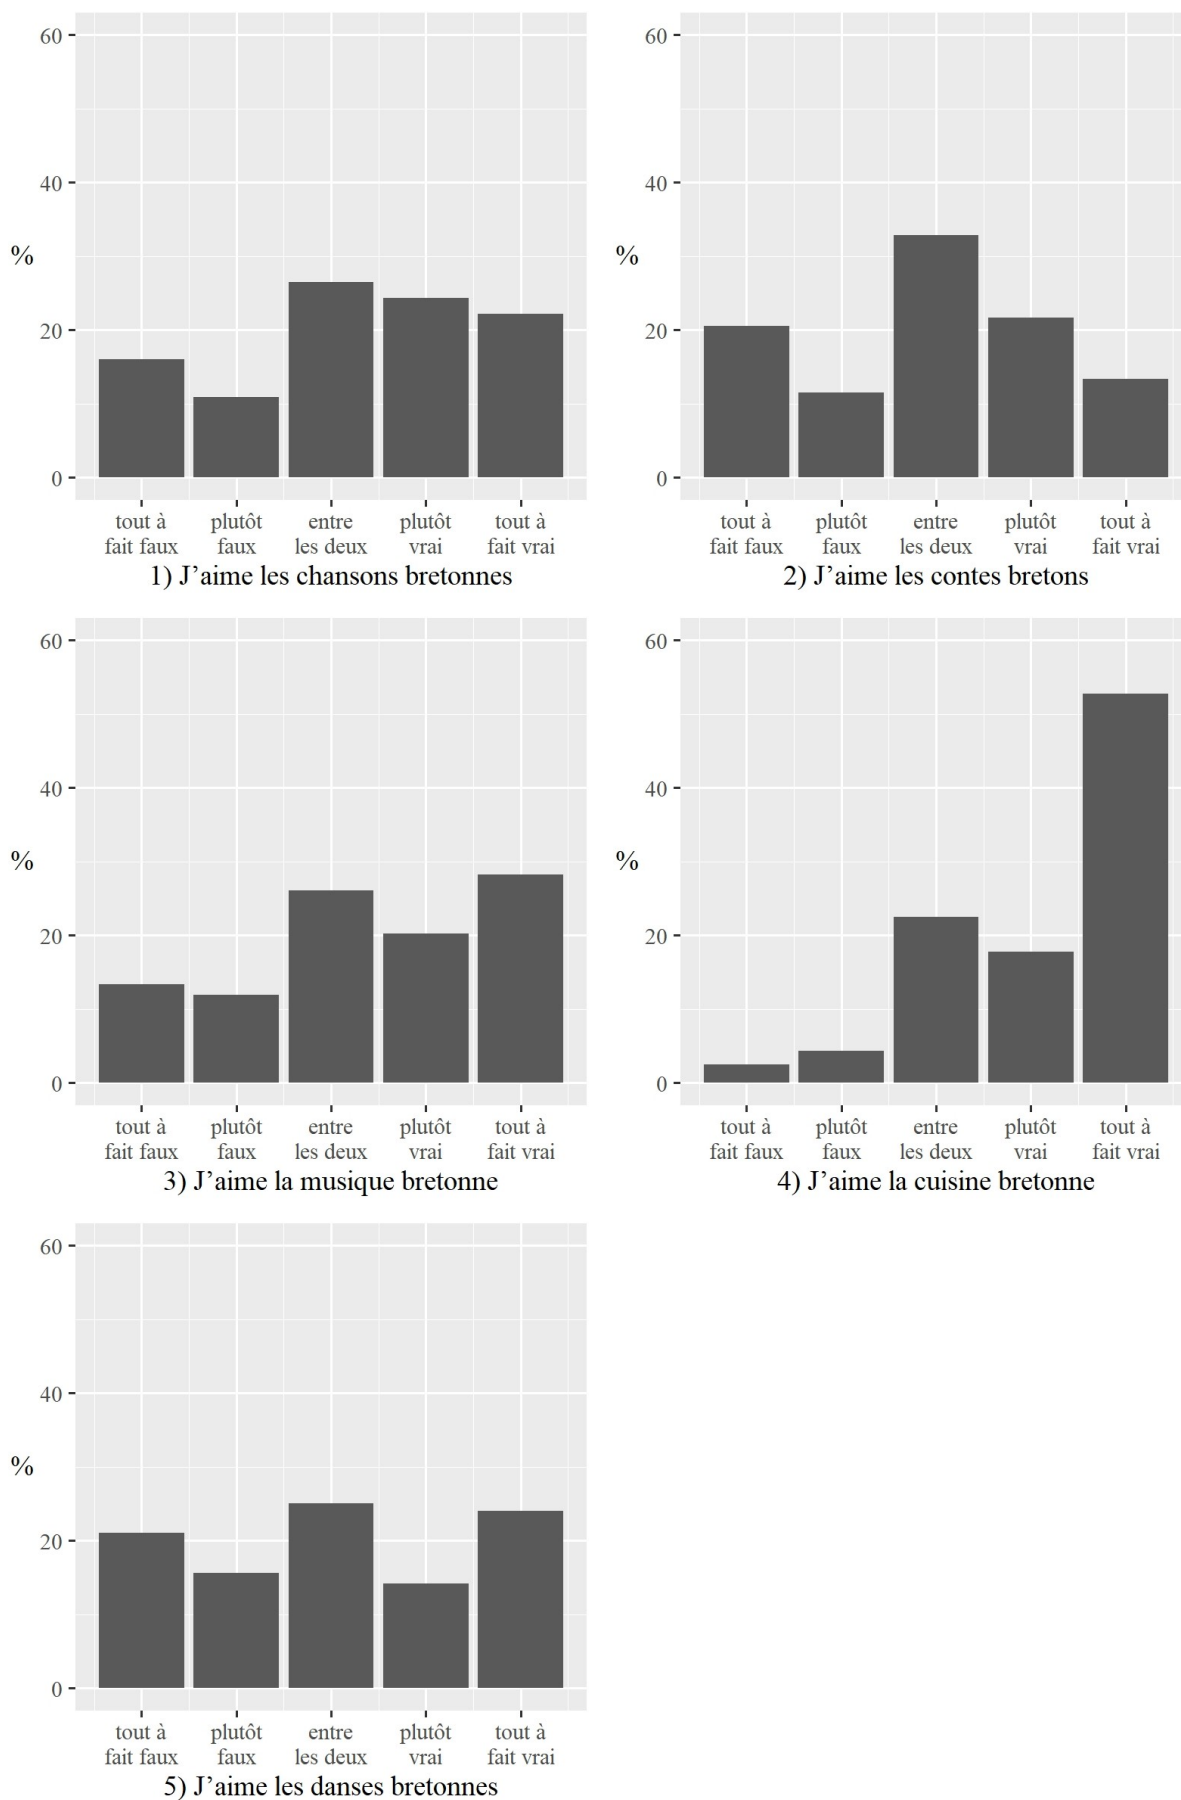 60
40
%
20
0
tout à fait faux
plutôt faux
entre les deux
plutôt vrai
tout à fait vrai
1) J’aime les chansons bretonnes
60
40
%
20
0
tout à fait faux
plutôt faux
entre les deux
plutôt vrai
tout à fait vrai
2) J’aime les contes bretons
60
40
%
20
0
tout à fait faux
plutôt faux
entre les deux
plutôt vrai
tout à fait vrai
3) J’aime la musique bretonne
60
40
%
20
0
tout à fait faux
plutôt faux
entre les deux
plutôt vrai
tout à fait vrai
4) J’aime la cuisine bretonne
60
40
%
20
0
tout à fait faux
plutôt faux
entre les deux
plutôt vrai
tout à fait vrai
5) J’aime les danses bretonnes